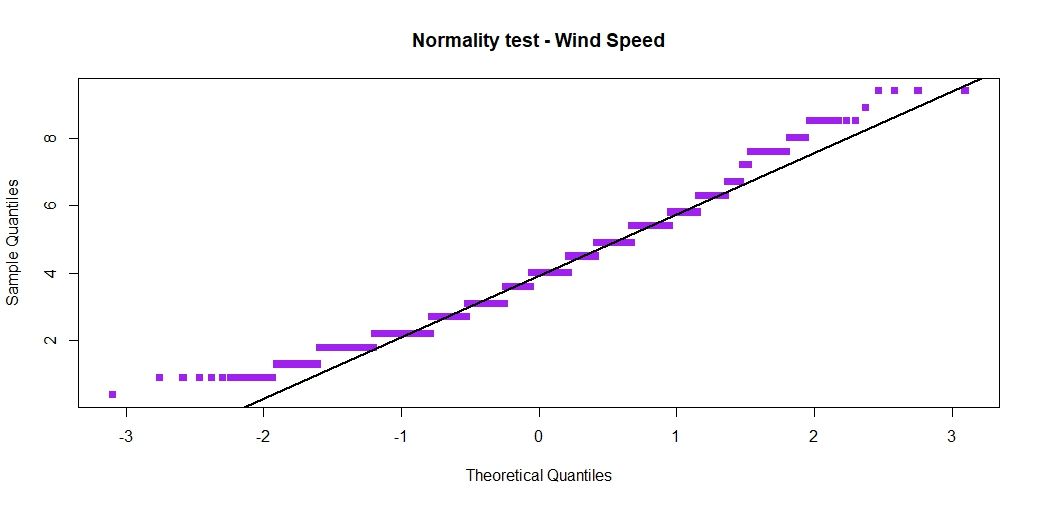 Normality test - Wind Speed
Sample Quantiles
8
6
4
2
-3 -2 -1 0 1 2 3
Theoretical Quantiles